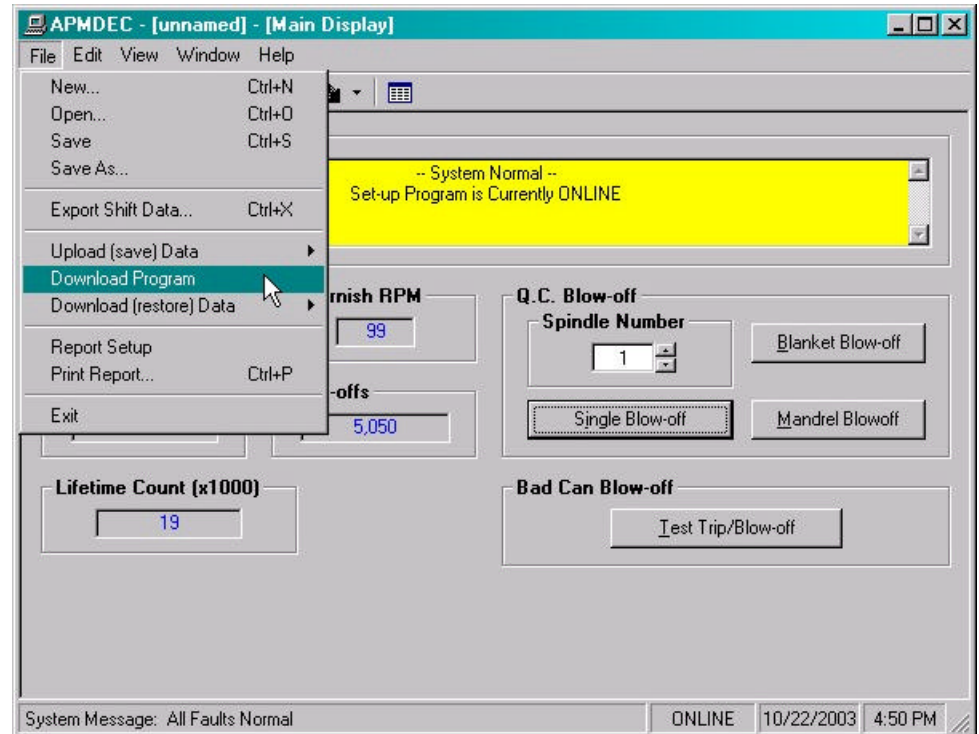 APMDEC - [unnamed] - [Main Display]
File Edit View Window Help
New... Ctrl+N
Open... Ctrl+O
Save Ctrl+S
Save As...
Export Shift Data... Ctrl+X
Upload (save) Data
Download Program
Download (restore) Data
Report Setup
Print Report... Ctrl+P
Exit
-- System Normal --
Set-up Program is Currently ONLINE
RPM
99
5,050
Q.C. Blow-off
Spindle Number
1
Blanket Blow-off
Single Blow-off
Mandrel Blowoff
Lifetime Count (x1000)
19
Bad Can Blow-off
Test Trip/Blow-off
System Message: All Faults Normal
ONLINE
10/22/2003
4:50 PM